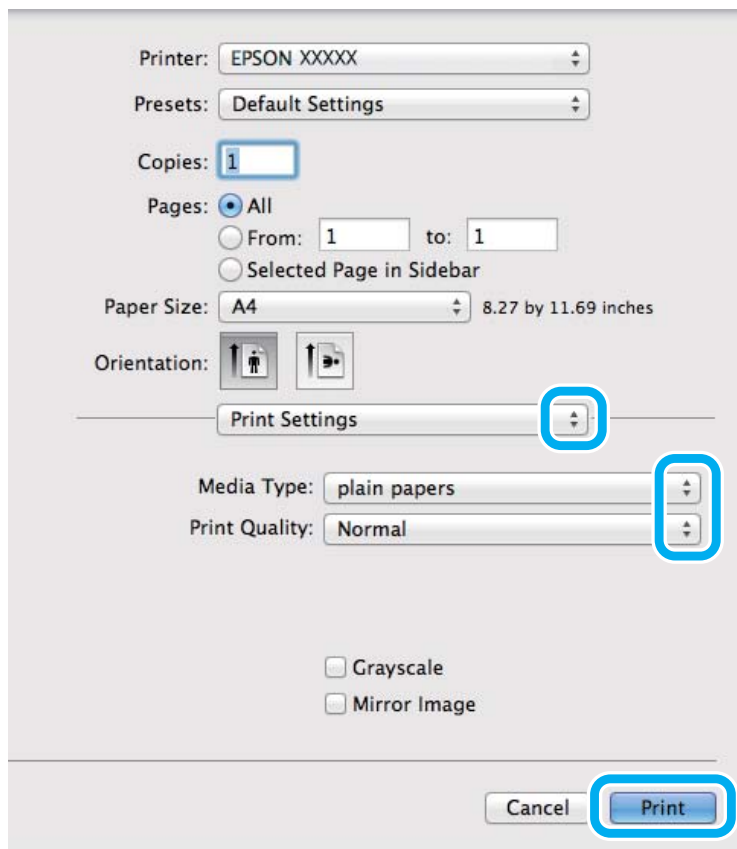 Printer: EPSON XXXXX
Presets: Default Settings
Copies: 1
Pages: All
From: 1 to: 1
Selected Page in Sidebar
Paper Size: A4 8.27 by 11.69 inches
Orientation:
Print Settings
Media Type: plain papers
Print Quality: Normal
Grayscale
Mirror Image
Cancel Print